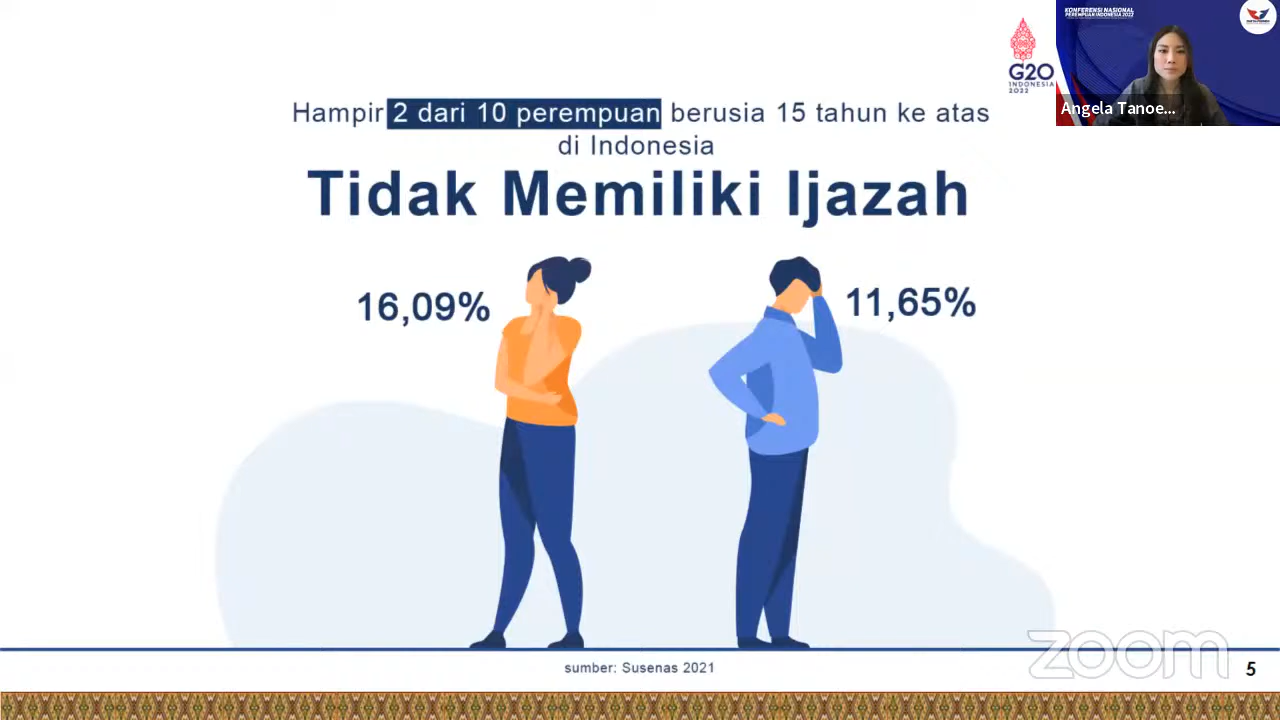 KONFERENSI NASIONAL
PEREMPUAN INDONESIA 2022
G20
INDONESIA
2022
Angela Tanoe...
Hampir 2 dari 10 perempuan berusia 15 tahun ke atas
di Indonesia
Tidak Memiliki Ijazah
16,09%
11,65%
zoom
sumber: Susenas 2021
5